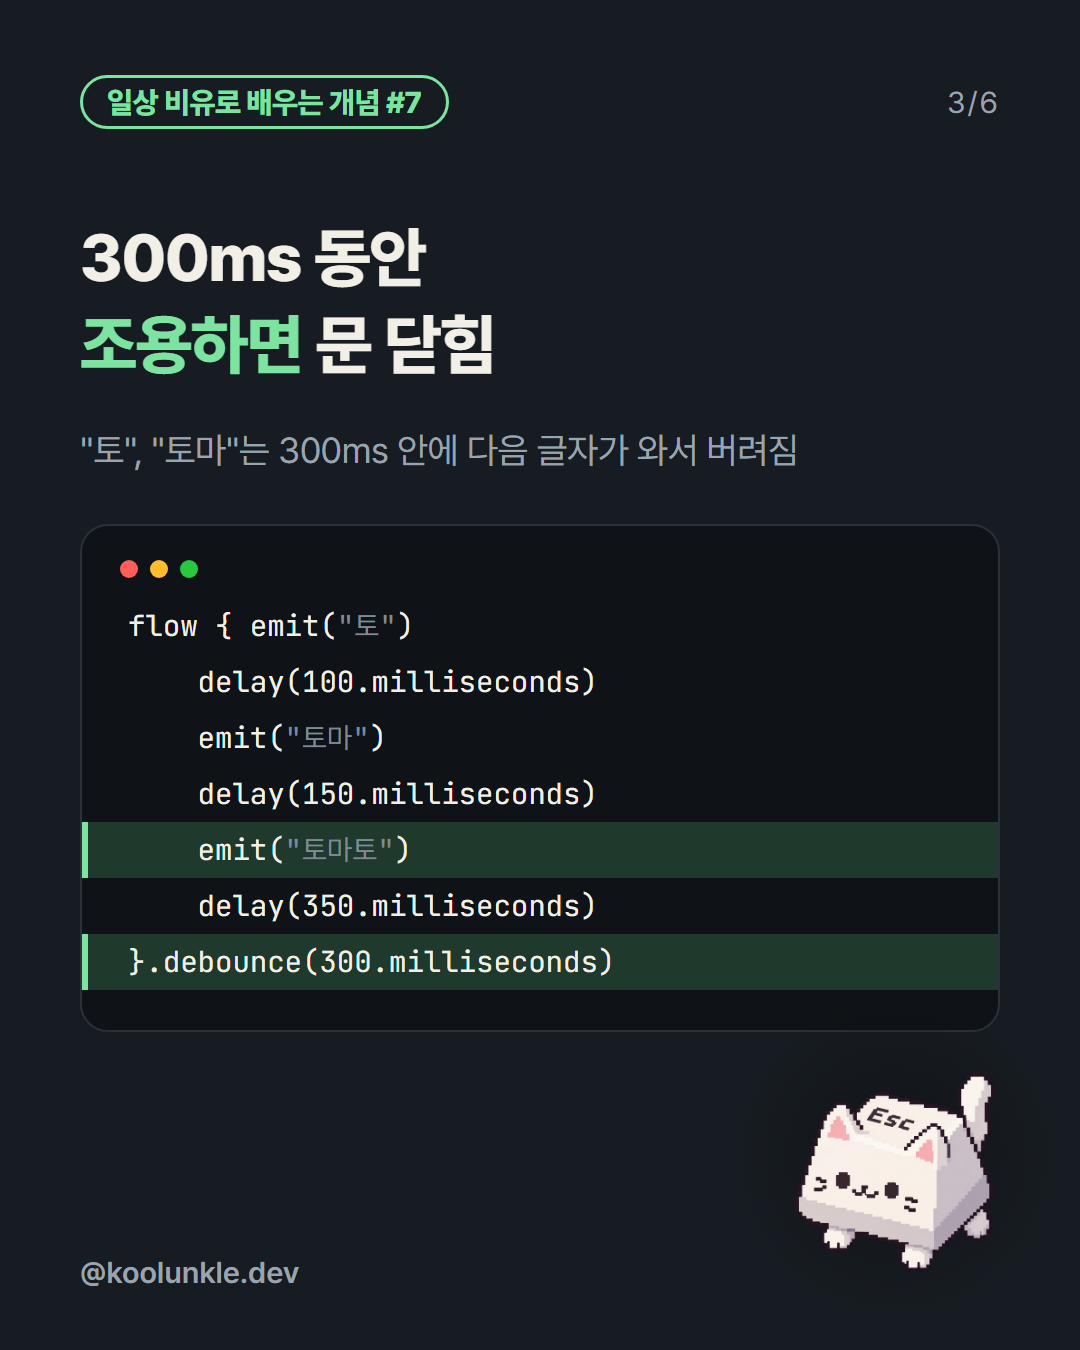 일상 비유로 배우는 개념 #7
3/6
300ms 동안
조용하면 문 닫힘
"토", "토마"는 300ms 안에 다음 글자가 와서 버려짐
flow { emit("토")
    delay(100.milliseconds)
    emit("토마")
    delay(150.milliseconds)
    emit("토마토")
    delay(350.milliseconds)
}.debounce(300.milliseconds)
Esc
@koolunkle.dev